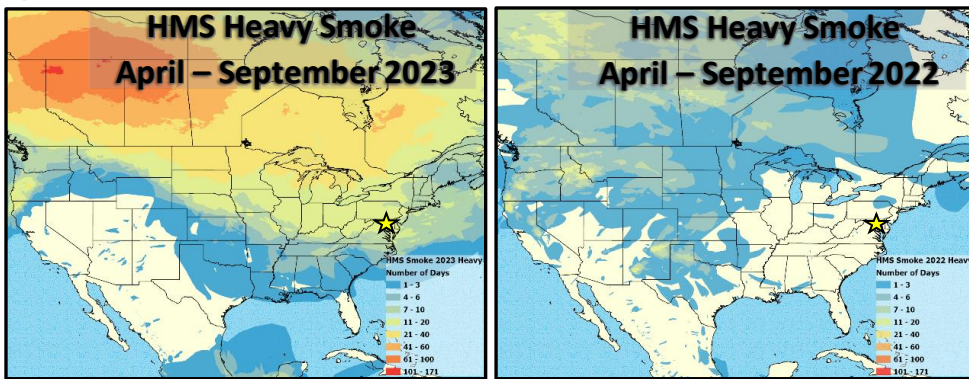 HMS Heavy Smoke
April – September 2023
HMS Smoke 2023 Heavy
Number of Days
1 - 3
4 - 6
7 - 10
11 - 20
21 - 40
41 - 60
61 - 100
101 - 171
HMS Heavy Smoke
April – September 2022
HMS Smoke 2022 Heavy
Number of Days
1 - 3
4 - 6
7 - 10
11 - 20
21 - 40
41 - 60
61 - 100
101 - 171